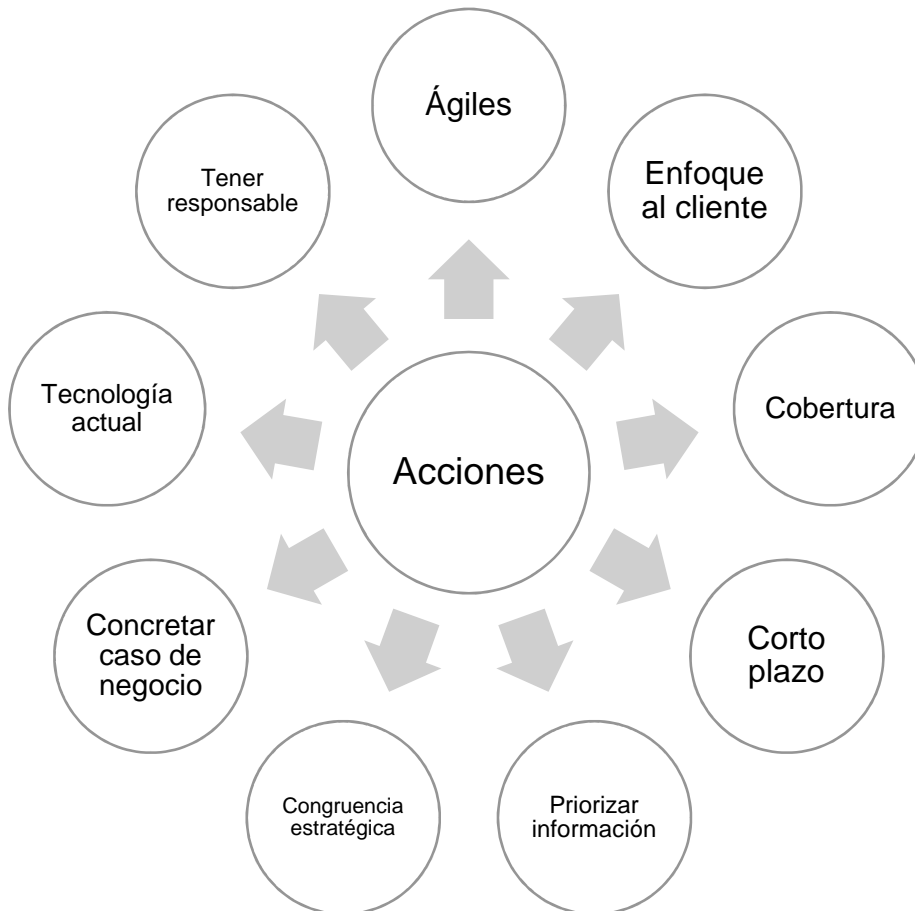 Ágiles
Enfoque
al cliente
Cobertura
Corto
plazo
Priorizar
información
Congruencia
estratégica
Concretar
caso de
negocio
Tecnología
actual
Tener
responsable
Acciones